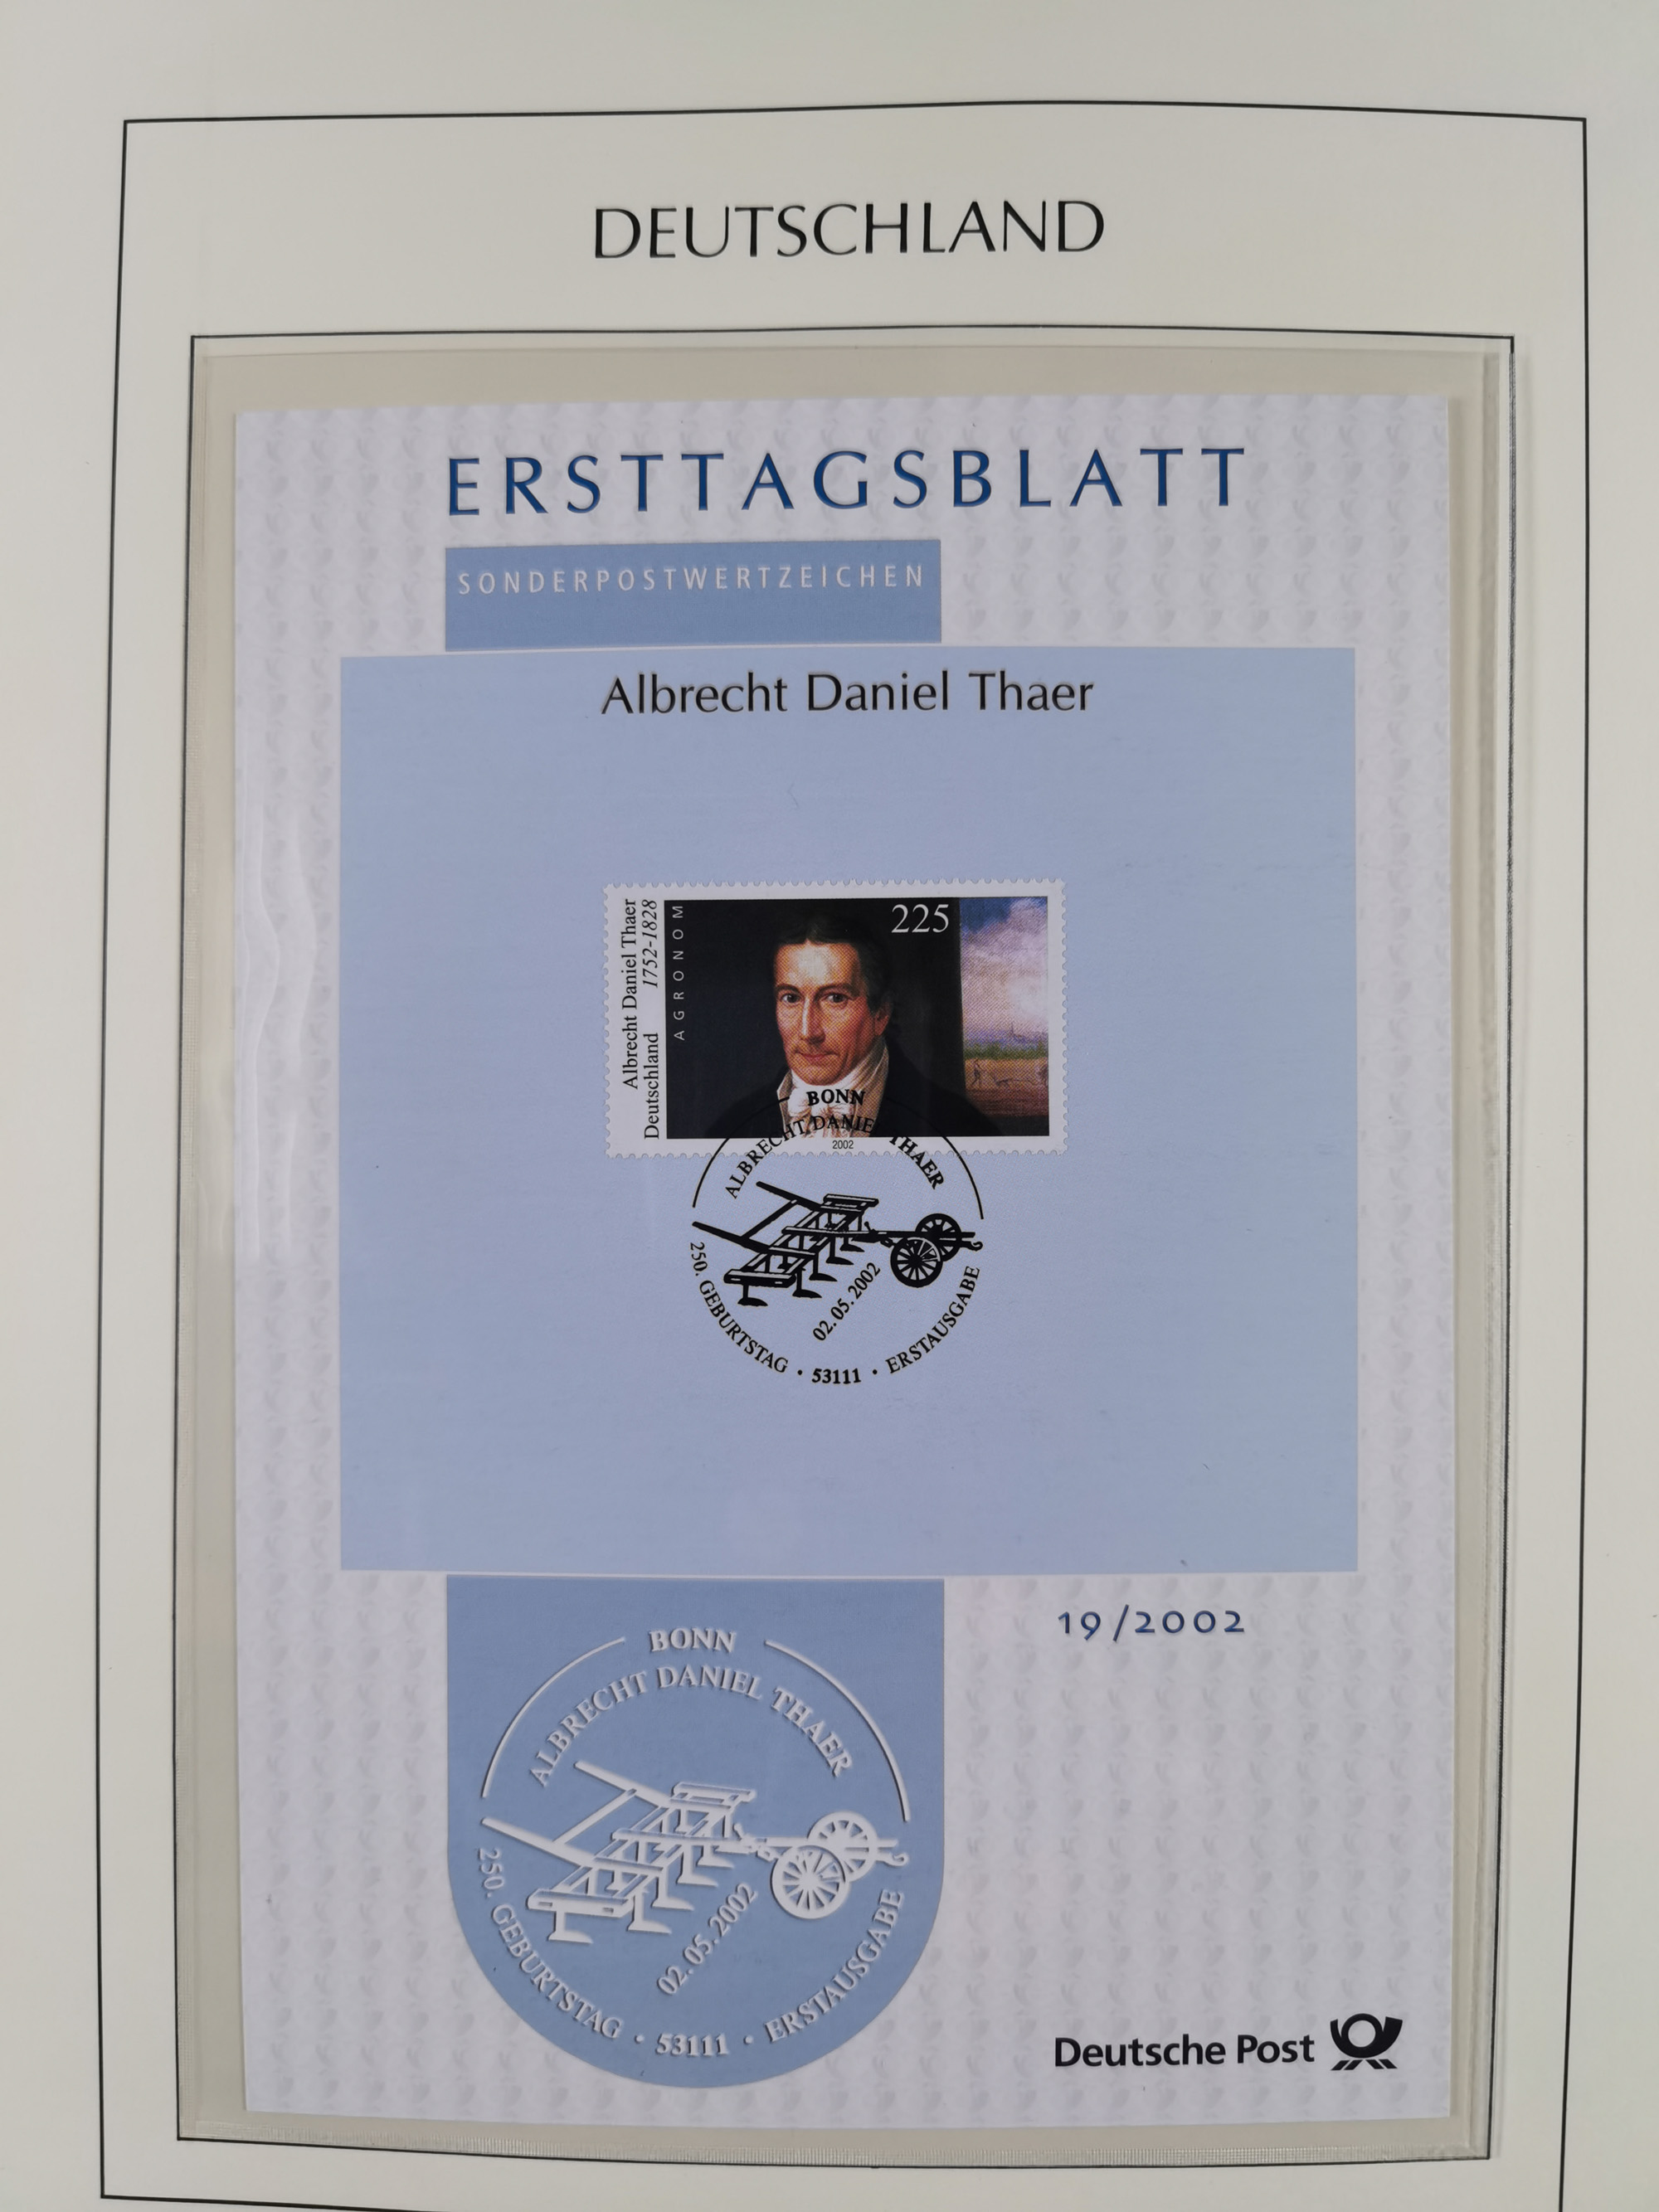 DEUTSCHLAND
ERSTTAGSBLATT
SONDERPOSTWERTZEICHEN
Albrecht Daniel Thaer
Albrecht Daniel Thaer
Deutschland 1752-1828
AGRONOM
225
2002
BONN
ALBRECHT DANIEL THAER
02.05.2002
250. GEBURTSTAG · 53111 · ERSTAUSGABE
19/2002
BONN
ALBRECHT DANIEL THAER
02.05.2002
250. GEBURTSTAG · 53111 · ERSTAUSGABE
Deutsche Post